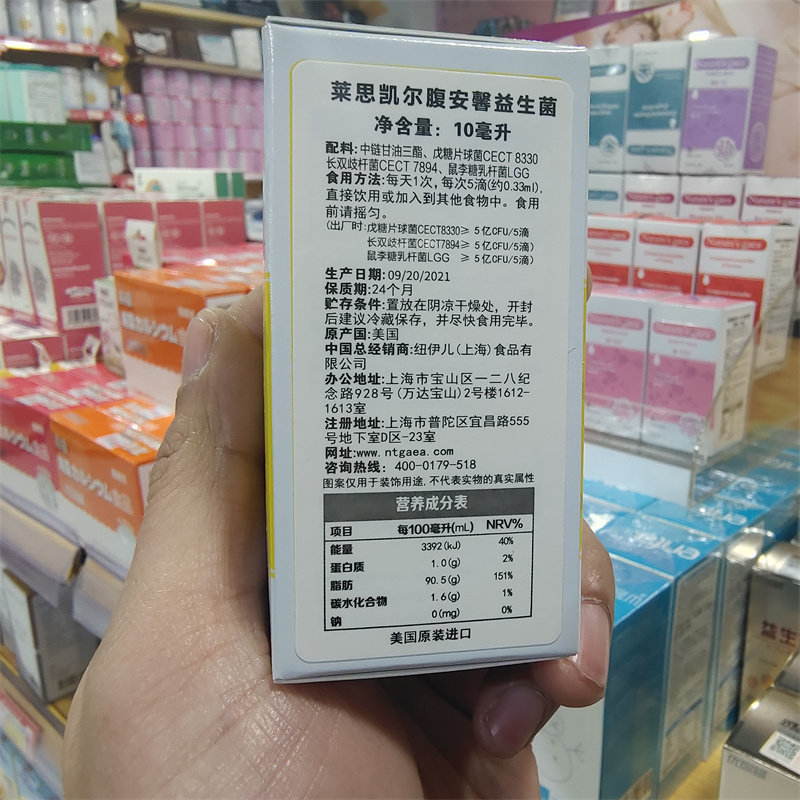 莱思凯尔腹安馨益生菌
净含量：10毫升
配料:中链甘油三酯、戊糖片球菌CECT 8330
长双歧杆菌CECT 7894、鼠李糖乳杆菌LGG
食用方法:每天1次,每次5滴(约0.33ml),
直接饮用或加入到其他食物中。食用
前请摇匀。
(出厂时:戊糖片球菌CECT8330≥ 5亿CFU/5滴
长双歧杆菌CECT7894≥ 5亿CFU/5滴)
鼠李糖乳杆菌LGG ≥ 5亿CFU/5滴)
生产日期:09/20/2021
保质期:24个月
贮存条件:置放在阴凉干燥处，开封
后建议冷藏保存，并尽快食用完毕。
原产国:美国
中国总经销商:纽伊儿(上海)食品有
限公司
办公地址:上海市宝山区一二八纪
念路928号(万达宝山)2号楼1612-
1613室
注册地址:上海市普陀区宜昌路555
号地下室D区-23室
网址:www.ntgaea.com
咨询热线: 400-0179-518
图案仅用于装饰用途,不代表实物的真实属性
营养成分表
项目 每100毫升(mL) NRV%
能量 3392(kJ) 40%
蛋白质 1.0(g) 2%
脂肪 90.5(g) 151%
碳水化合物 1.6(g) 1%
钠 0(mg) 0%
美国原装进口
益生